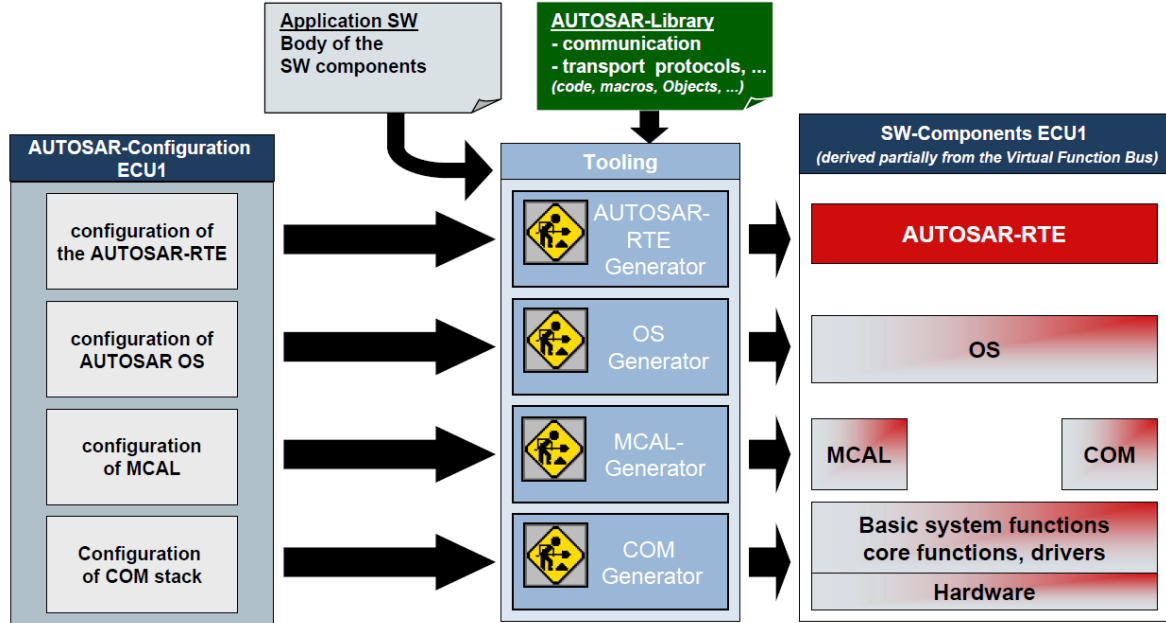 Application SW
Body of the
SW components
AUTOSAR-Library
- communication
- transport protocols, ...
(code, macros, Objects, ...)
AUTOSAR-Configuration
ECU1
configuration of
the AUTOSAR-RTE
configuration of
AUTOSAR OS
configuration
of MCAL
Configuration
of COM stack
Tooling
AUTOSAR-
RTE
Generator
OS
Generator
MCAL-
Generator
COM
Generator
SW-Components ECU1
(derived partially from the Virtual Function Bus)
AUTOSAR-RTE
OS
MCAL
COM
Basic system functions
core functions, drivers
Hardware